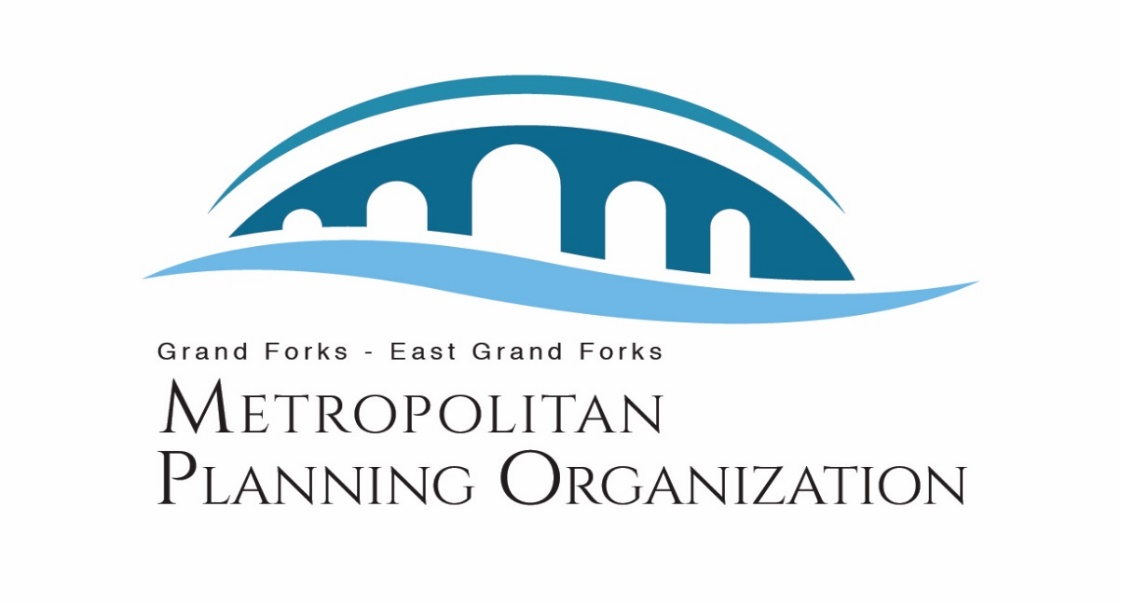 Grand Forks - East Grand Forks
Metropolitan
Planning Organization